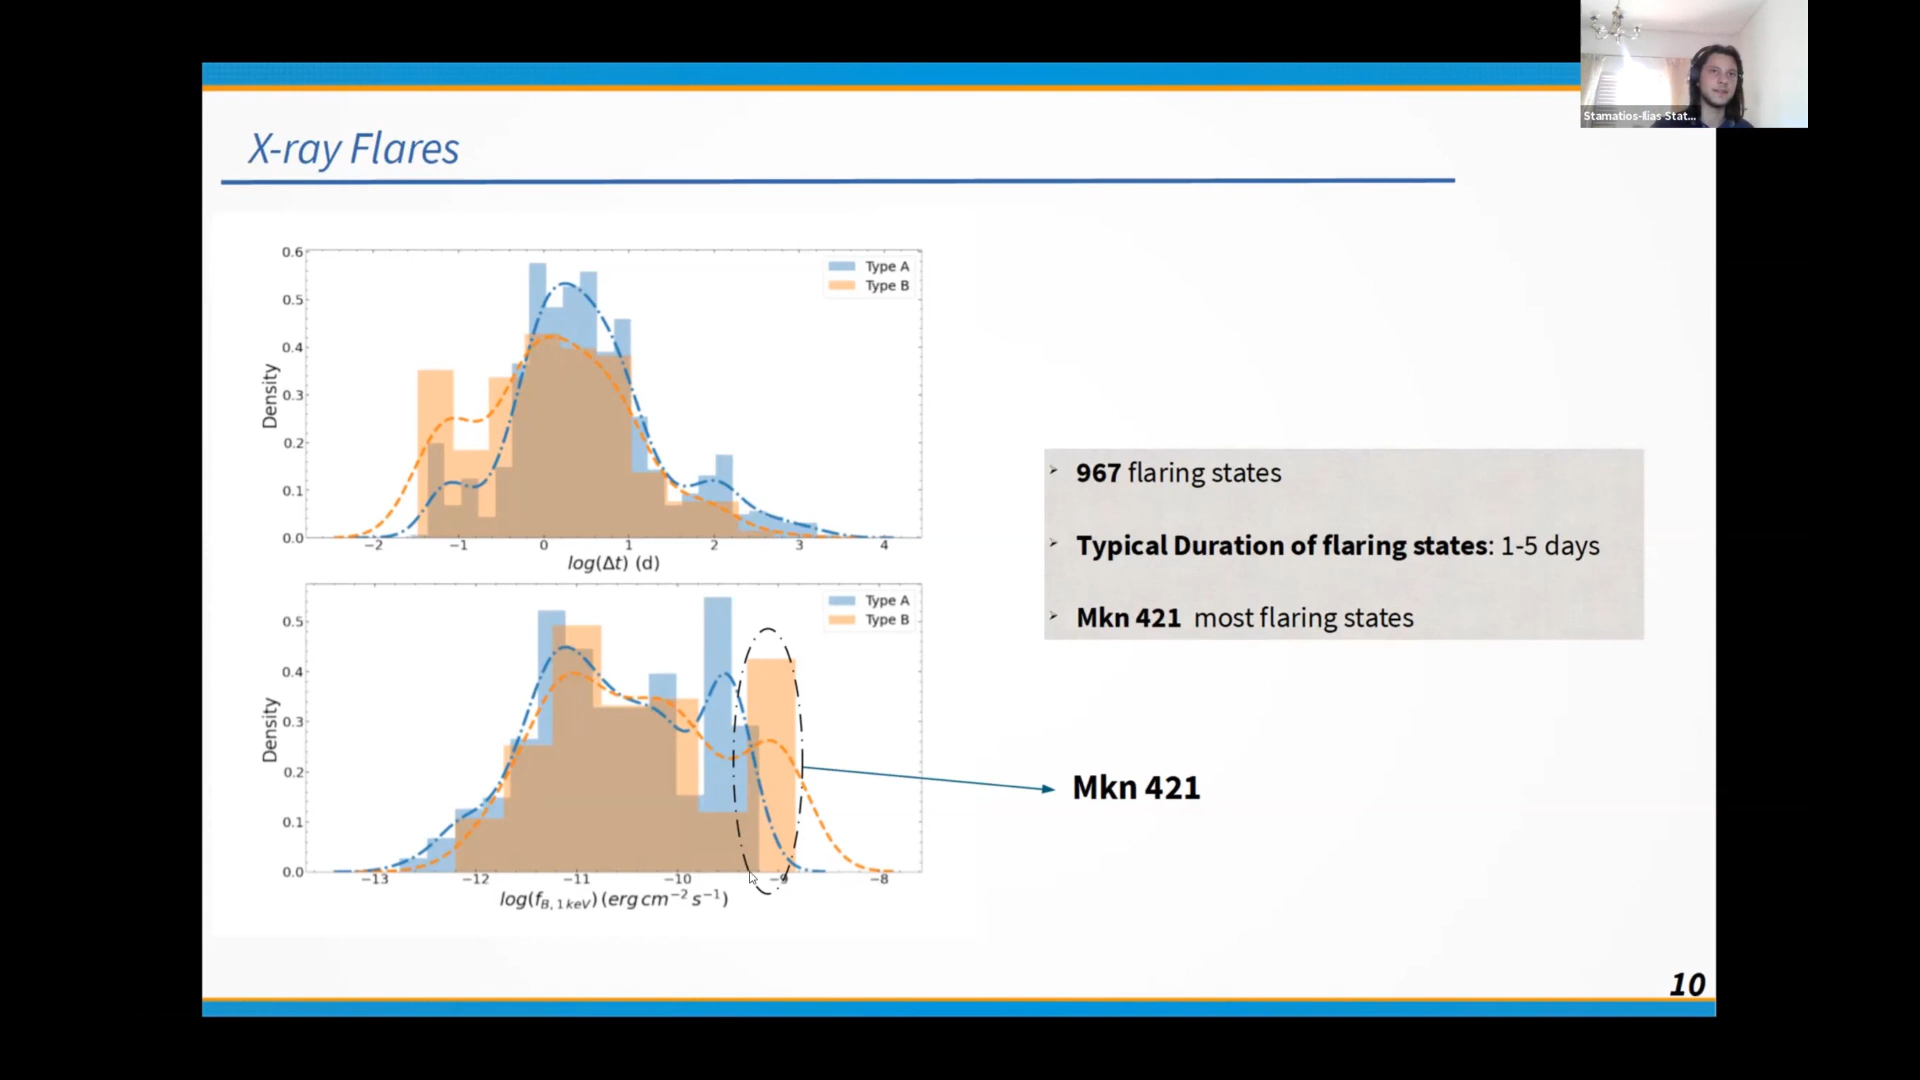 Stamatios-Ilias Stat...
X-ray Flares
0.6
0.5
0.4
0.3
0.2
0.1
0.0
Density
Type A
Type B
−2 −1 0 1 2 3 4
log(Δt) (d)
0.5
0.4
0.3
0.2
0.1
0.0
Density
Type A
Type B
−13 −12 −11 −10 −9 −8
log(f_B, 1 keV) (erg cm⁻² s⁻¹)
967 flaring states
Typical Duration of flaring states: 1-5 days
Mkn 421 most flaring states
Mkn 421
10